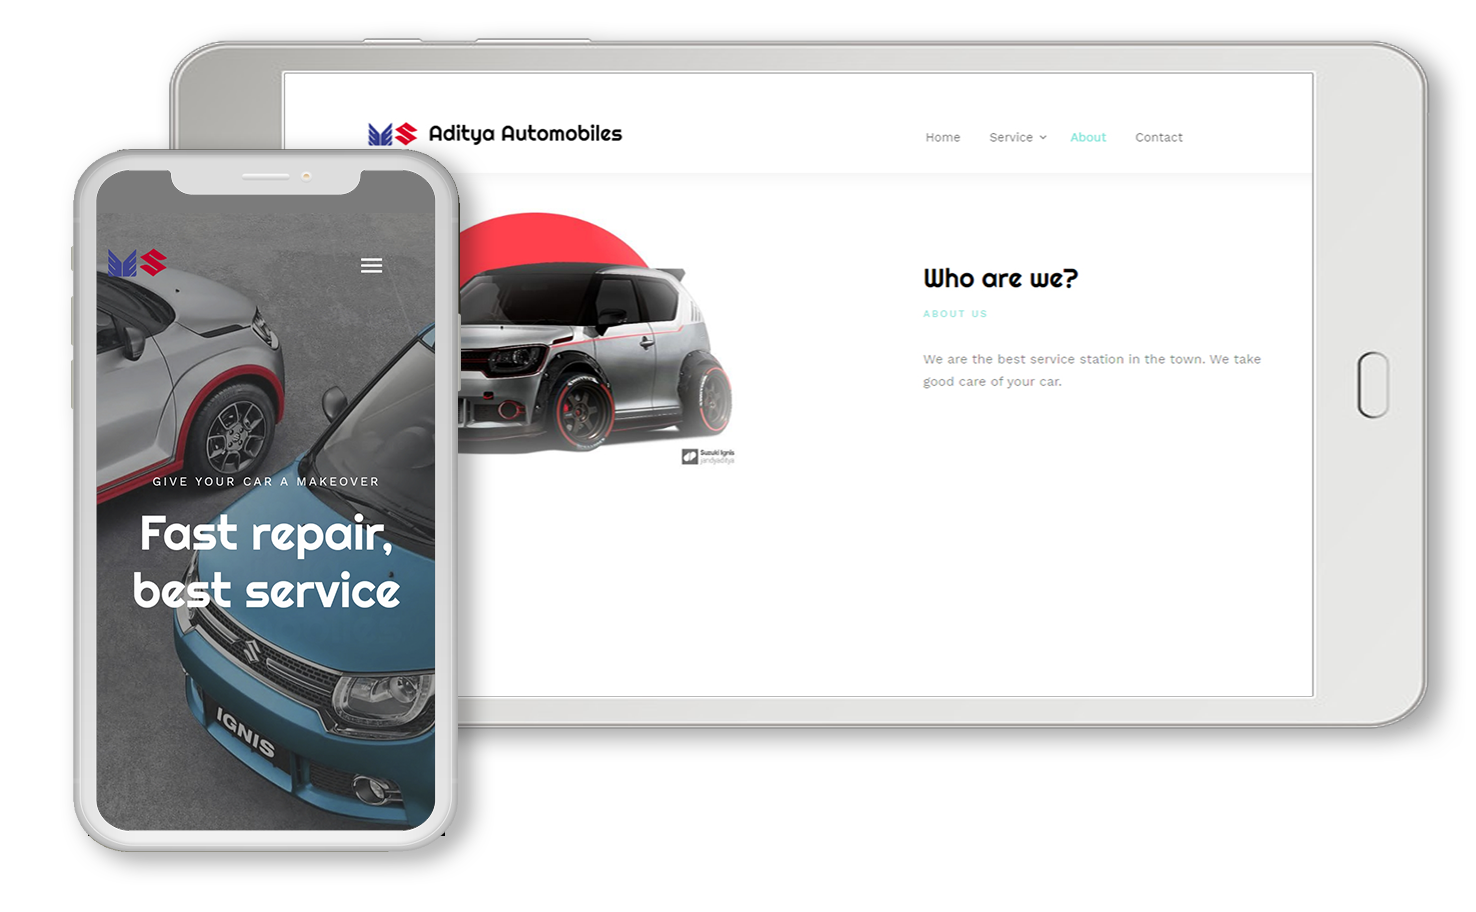 Aditya Automobiles
Home Service About Contact
Who are we?
ABOUT US
We are the best service station in the town. We take
good care of your car.
Suzuki Ignis
jandjaditja
GIVE YOUR CAR A MAKEOVER
Fast repair,
best service
IGNIS